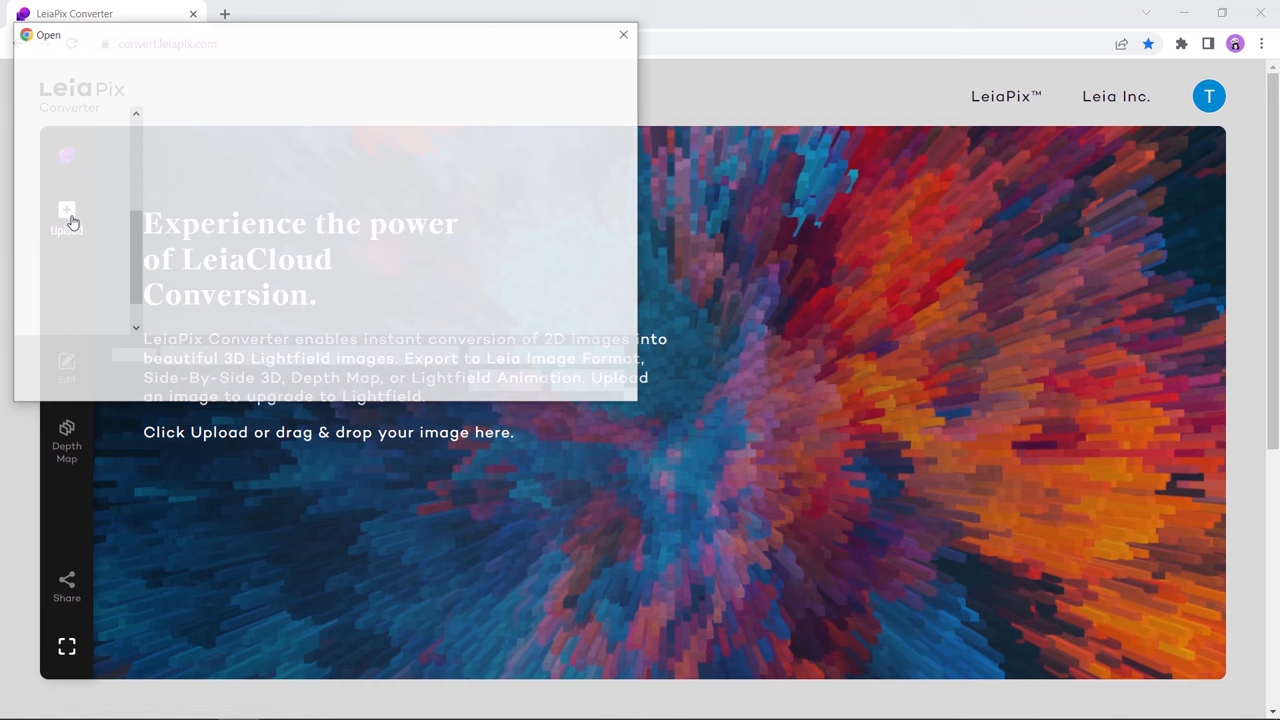 LeiaPix Converter
Open
convert.leiapix.com
LeiaPix
Converter
LeiaPix™
Leia Inc.
T
Upload
Experience the power
of LeiaCloud
Conversion.
LeiaPix Converter enables instant conversion of 2D images into
beautiful 3D Lightfield images. Export to Leia Image Format,
Side-By-Side 3D, Depth Map, or Lightfield Animation. Upload
an image to upgrade to Lightfield.
Click Upload or drag & drop your image here.
Edit
Depth
Map
Share